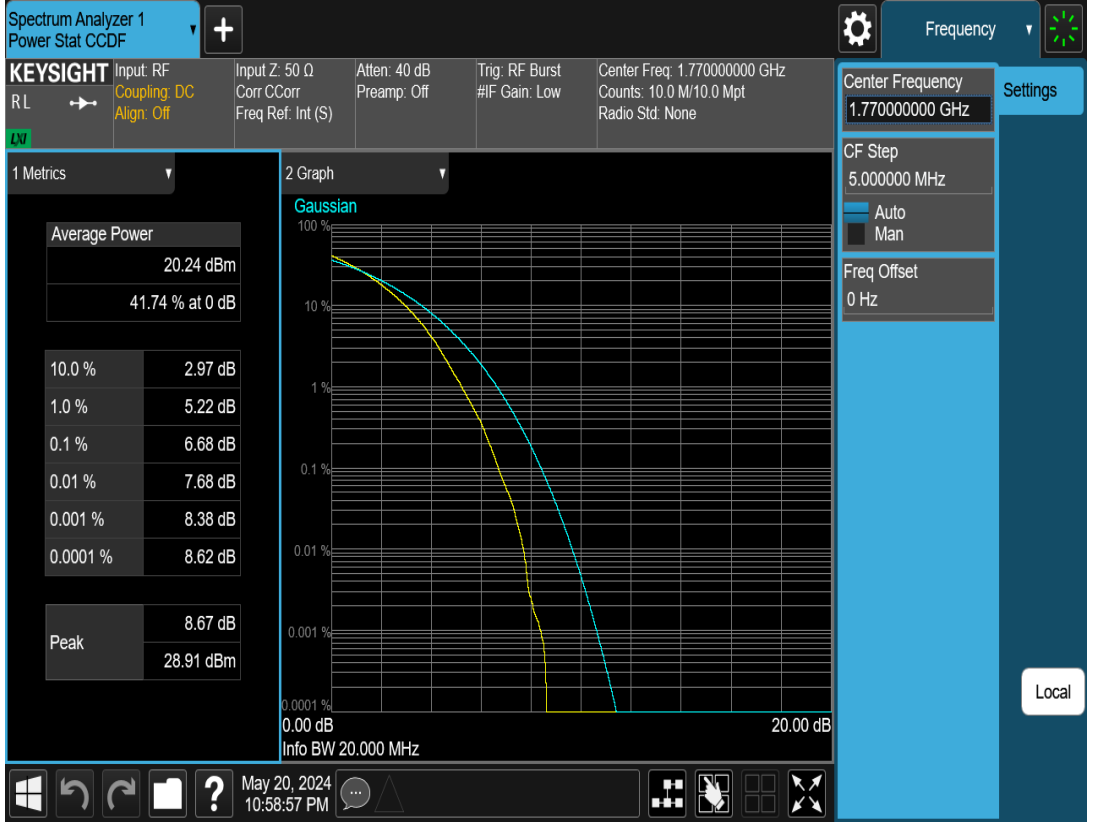 Spectrum Analyzer 1
Power Stat CCDF
+
Frequency
KEYSIGHT
RL
LXI
Input: RF
Coupling: DC
Align: Off
Input Z: 50 Ω
Corr CCorr
Freq Ref: Int (S)
Atten: 40 dB
Preamp: Off
Trig: RF Burst
#IF Gain: Low
Center Freq: 1.770000000 GHz
Counts: 10.0 M/10.0 Mpt
Radio Std: None
Center Frequency
1.770000000 GHz
Settings
CF Step
5.000000 MHz
Auto
Man
Freq Offset
0 Hz
Local
1 Metrics
Average Power
20.24 dBm
41.74 % at 0 dB
10.0 % 2.97 dB
1.0 % 5.22 dB
0.1 % 6.68 dB
0.01 % 7.68 dB
0.001 % 8.38 dB
0.0001 % 8.62 dB
Peak
8.67 dB
28.91 dBm
2 Graph
Gaussian
100 %
10 %
1 %
0.1 %
0.01 %
0.001 %
0.0001 %
0.00 dB 20.00 dB
Info BW 20.000 MHz
?
May 20, 2024
10:58:57 PM